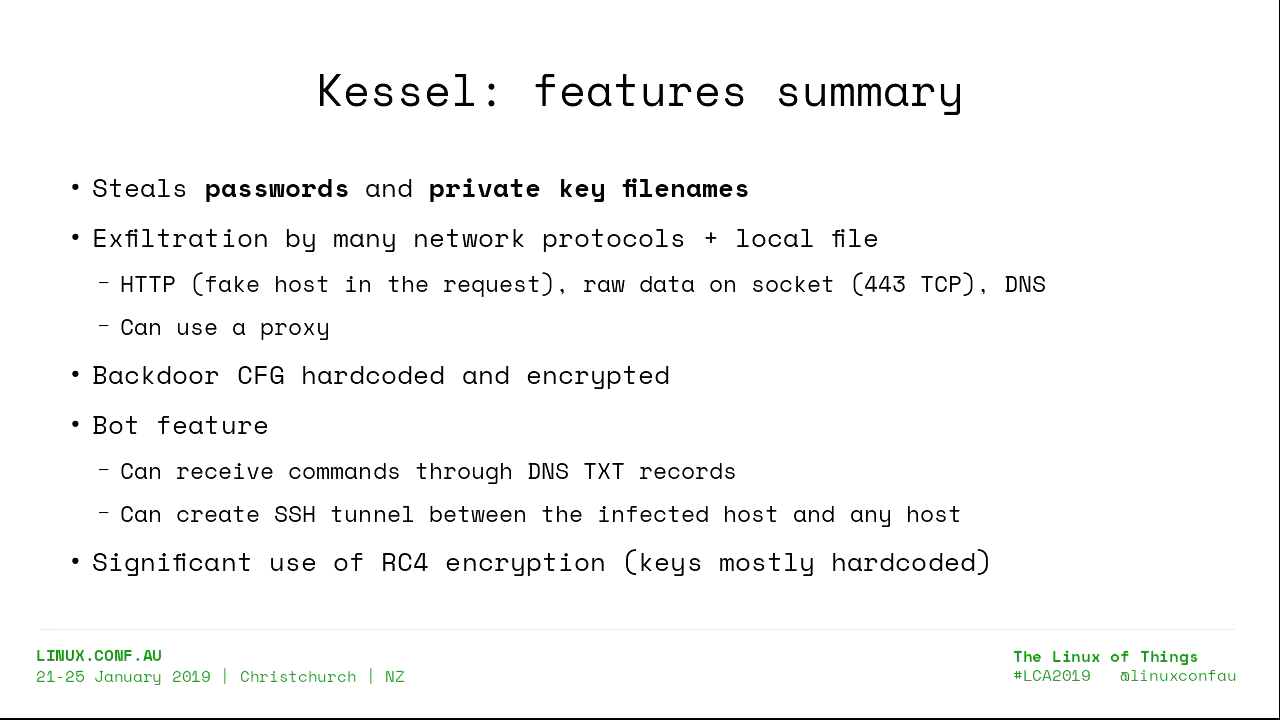 Kessel: features summary
• Steals passwords and private key filenames
• Exfiltration by many network protocols + local file
– HTTP (fake host in the request), raw data on socket (443 TCP), DNS
– Can use a proxy
• Backdoor CFG hardcoded and encrypted
• Bot feature
– Can receive commands through DNS TXT records
– Can create SSH tunnel between the infected host and any host
• Significant use of RC4 encryption (keys mostly hardcoded)
LINUX.CONF.AU
21-25 January 2019 | Christchurch | NZ
The Linux of Things
#LCA2019 @linuxconfau